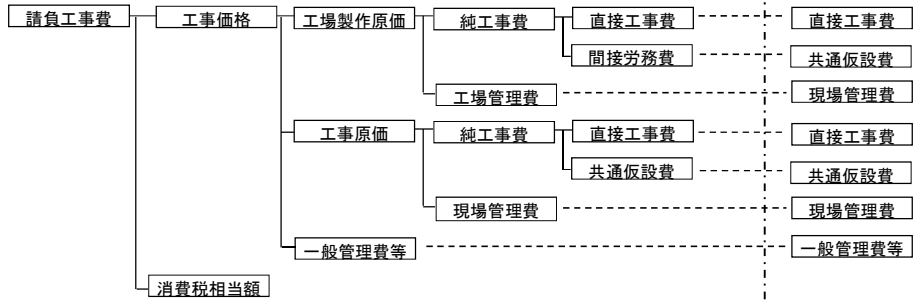 請負工事費 工事価格 工場製作原価 純工事費 直接工事費 直接工事費
間接労務費 共通仮設費
工場管理費 現場管理費
工事原価 純工事費 直接工事費 直接工事費
共通仮設費 共通仮設費
現場管理費 現場管理費
一般管理費等 一般管理費等
消費税相当額